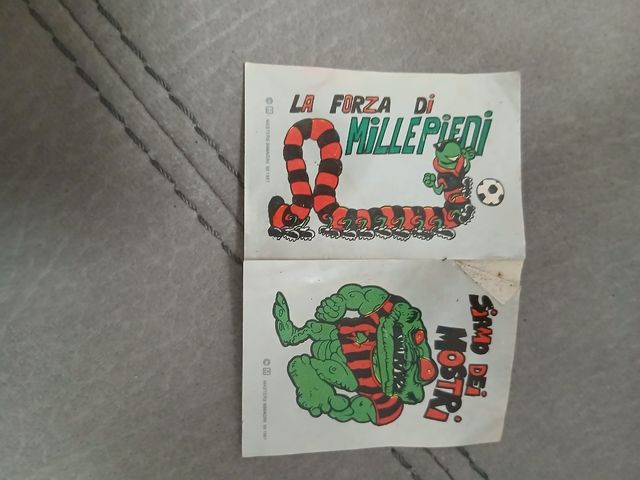 LA FORZA Di
MILLEPIEDI
SiAMO DEI
MOSTRi